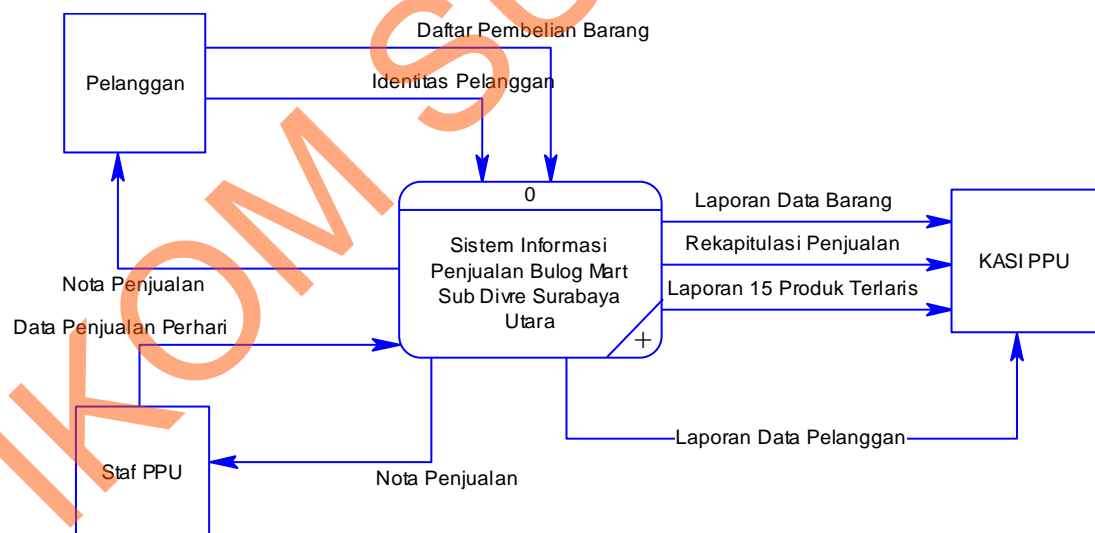 Daftar Pembelian Barang
Pelanggan
Identitas Pelanggan
0
Laporan Data Barang
Sistem Informasi
Penjualan Bulog Mart
Sub Divre Surabaya
Utara
Rekapitulasi Penjualan
KASI PPU
Nota Penjualan
Laporan 15 Produk Terlaris
Data Penjualan Perhari
+
Laporan Data Pelanggan
Staf PPU
Nota Penjualan
IKOM SU